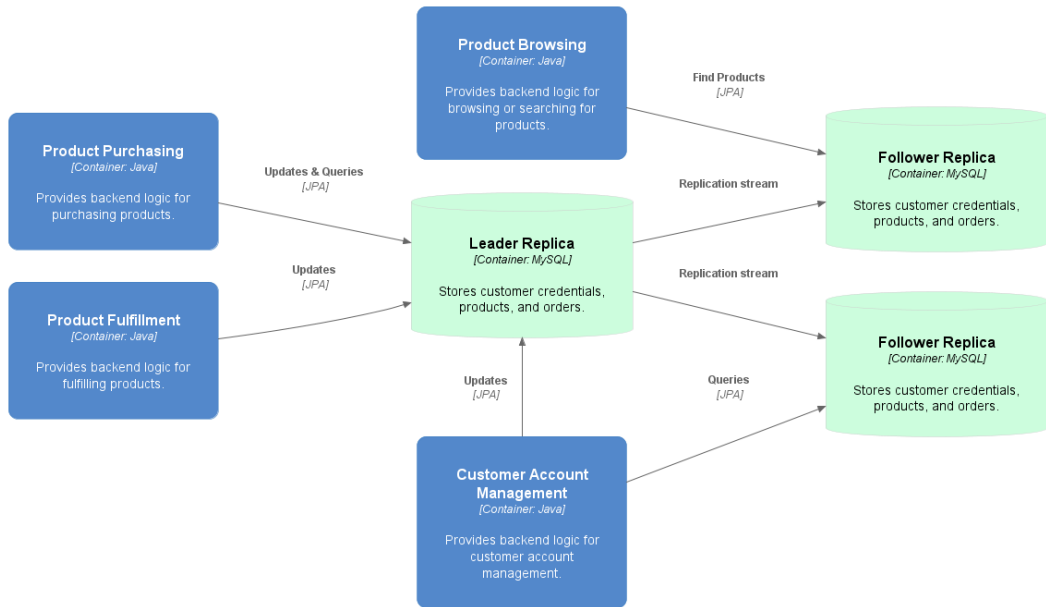 Product Browsing
[Container: Java]
Provides backend logic for
browsing or searching for
products.
Find Products
[JPA]
Product Purchasing
[Container: Java]
Provides backend logic for
purchasing products.
Updates & Queries
[JPA]
Replication stream
Follower Replica
[Container: MySQL]
Stores customer credentials,
products, and orders.
Leader Replica
[Container: MySQL]
Stores customer credentials,
products, and orders.
Updates
[JPA]
Replication stream
Product Fulfillment
[Container: Java]
Provides backend logic for
fulfilling products.
Follower Replica
[Container: MySQL]
Stores customer credentials,
products, and orders.
Updates
[JPA]
Queries
[JPA]
Customer Account
Management
[Container: Java]
Provides backend logic for
customer account
management.